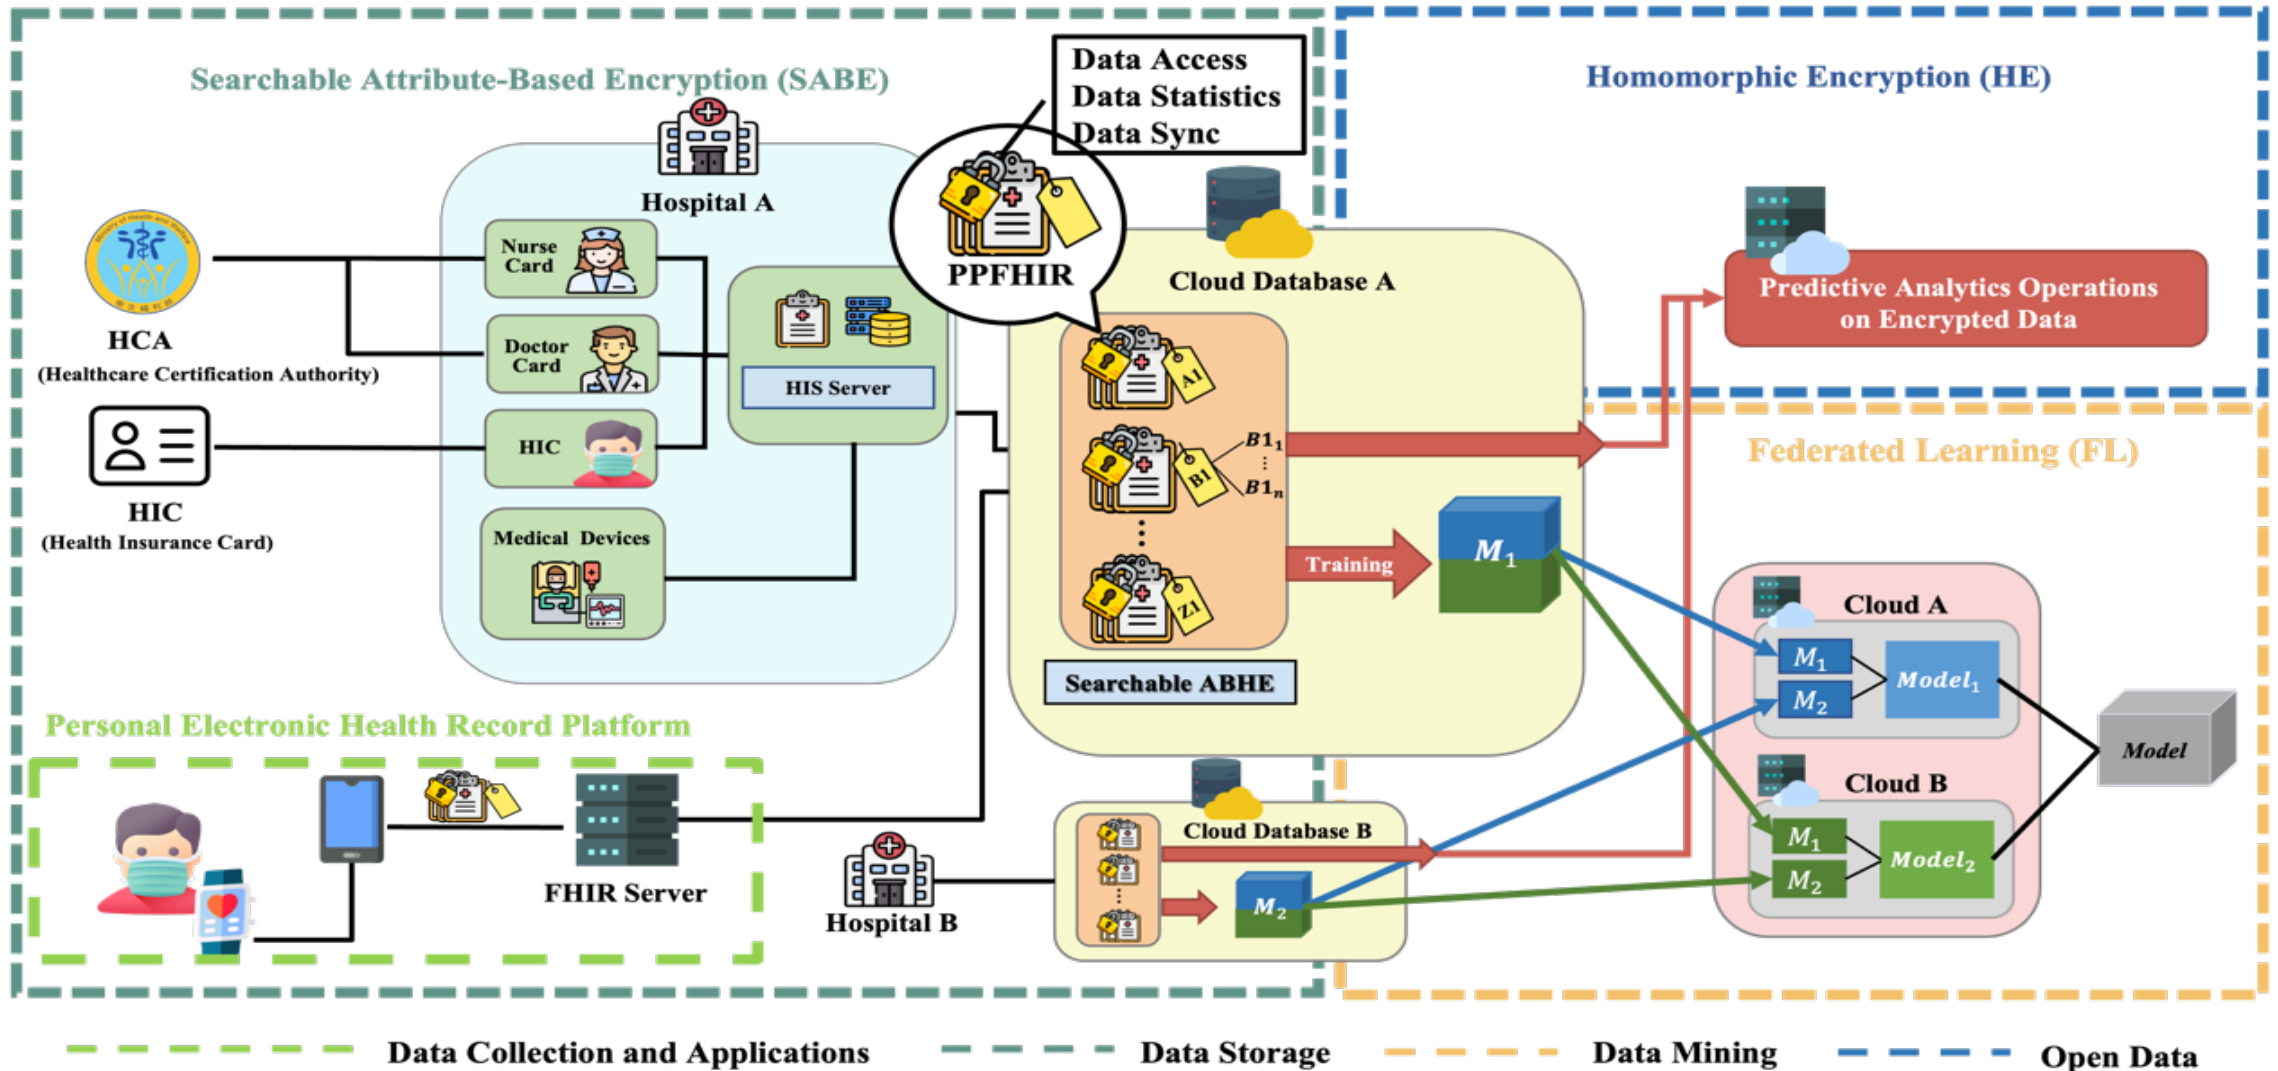 Searchable Attribute-Based Encryption (SABE)
Data Access
Data Statistics
Data Sync
Homomorphic Encryption (HE)
Hospital A
Nurse
Card
Doctor
Card
HIC
Medical Devices
HIS Server
HCA
(Healthcare Certification Authority)
HIC
(Health Insurance Card)
PPFHIR
Cloud Database A
A1
B1
B1₁
⋮
B1ₙ
⋮
Z1
Searchable ABHE
Training
M₁
Predictive Analytics Operations
on Encrypted Data
Federated Learning (FL)
Cloud A
M₁
M₂
Model₁
Cloud B
M₁
M₂
Model₂
Model
Personal Electronic Health Record Platform
FHIR Server
Hospital B
Cloud Database B
M₂
Data Collection and Applications
Data Storage
Data Mining
Open Data